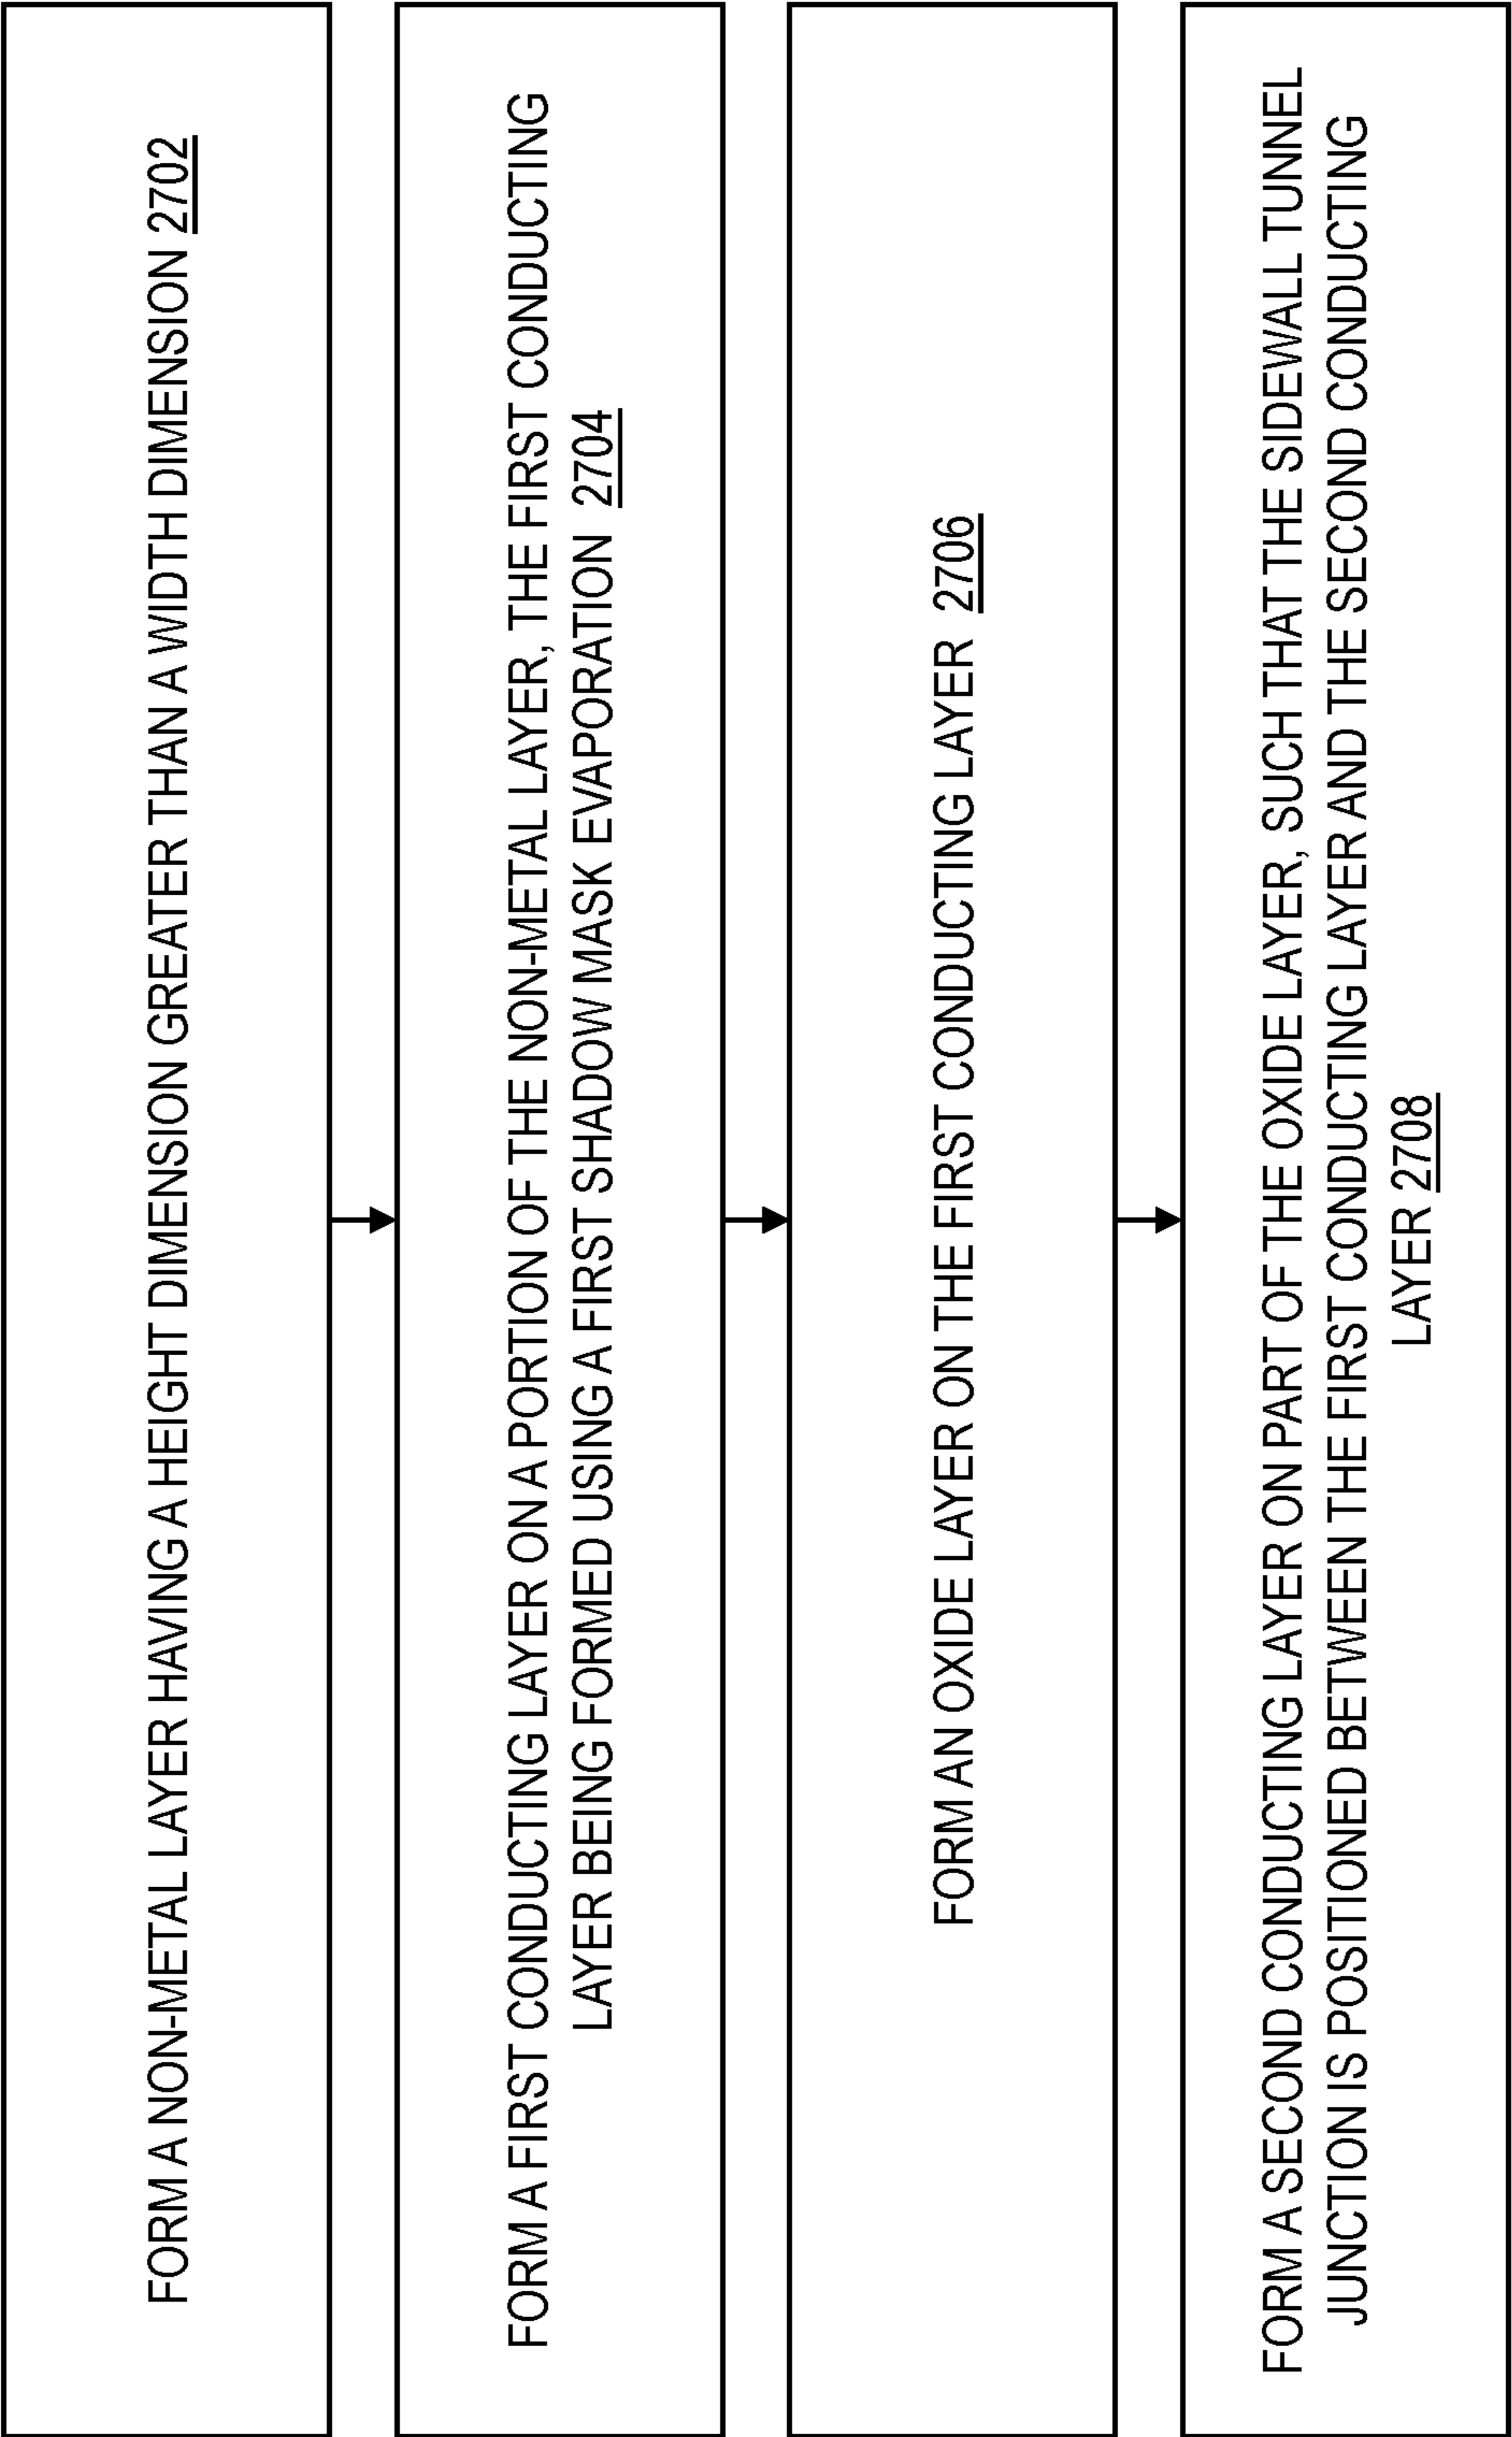 FORM A NON-METAL LAYER HAVING A HEIGHT DIMENSION GREATER THAN A WIDTH DIMENSION 2702
FORM A FIRST CONDUCTING LAYER ON A PORTION OF THE NON-METAL LAYER, THE FIRST CONDUCTING
LAYER BEING FORMED USING A FIRST SHADOW MASK EVAPORATION 2704
FORM AN OXIDE LAYER ON THE FIRST CONDUCTING LAYER 2706
FORM A SECOND CONDUCTING LAYER ON PART OF THE OXIDE LAYER, SUCH THAT THE SIDEWALL TUNNEL
JUNCTION IS POSITIONED BETWEEN THE FIRST CONDUCTING LAYER AND THE SECOND CONDUCTING
LAYER 2708